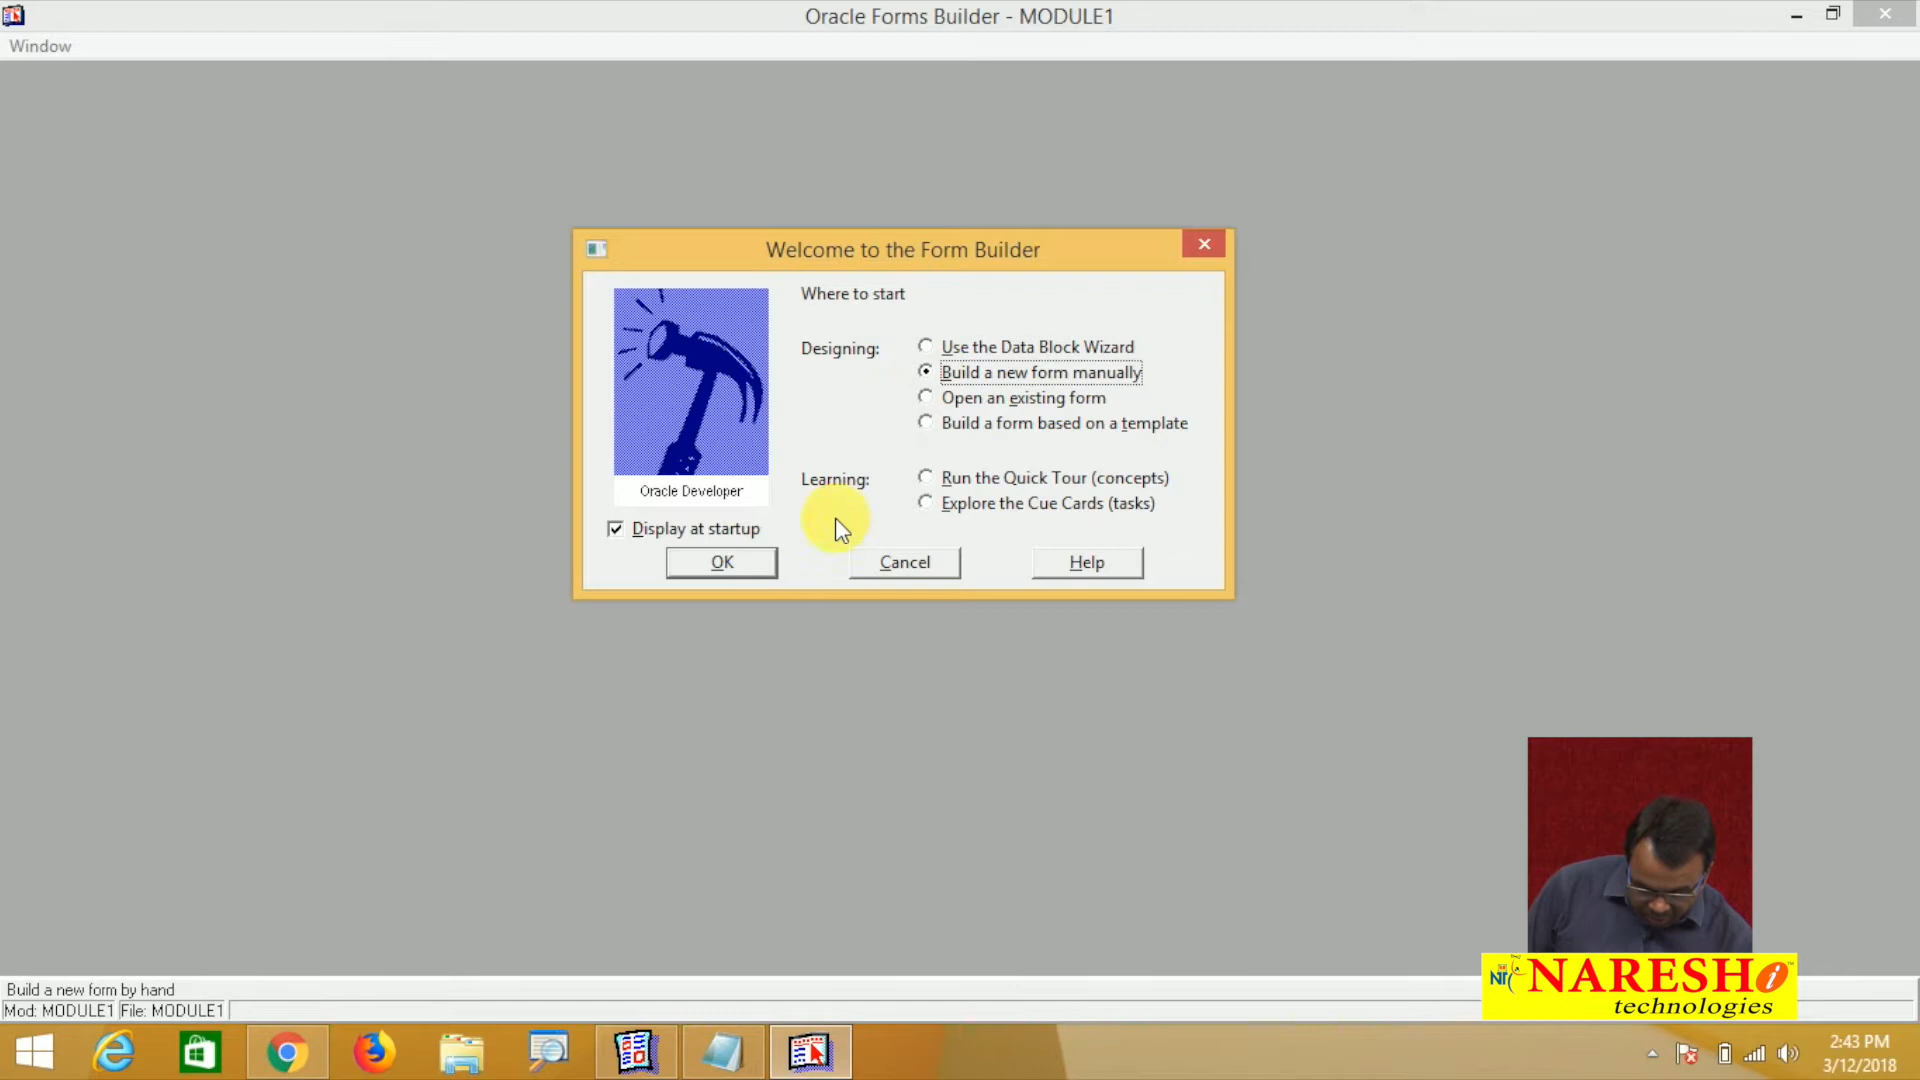 Oracle Forms Builder - MODULE1
Window
Welcome to the Form Builder
Where to start
Designing:
Use the Data Block Wizard
Build a new form manually
Open an existing form
Build a form based on a template
Learning:
Run the Quick Tour (concepts)
Explore the Cue Cards (tasks)
Oracle Developer
Display at startup
OK
Cancel
Help
Build a new form by hand
Mod: MODULE1 File: MODULE1
NARESH i
technologies
2:43 PM
3/12/2018